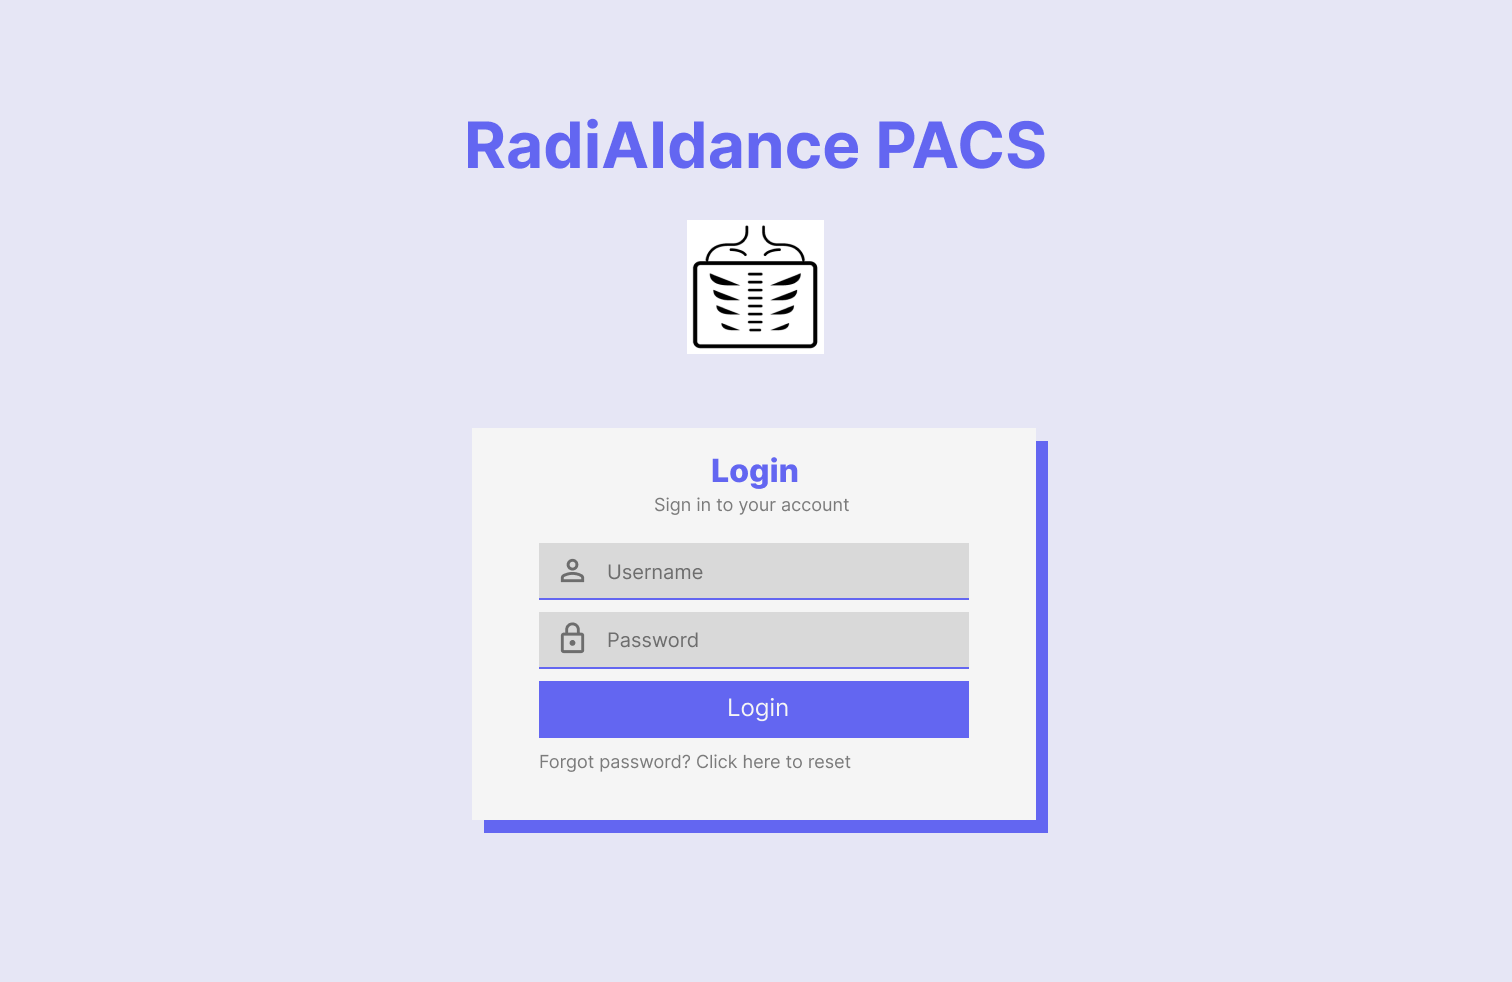 RadiAIdance PACS
Login
Sign in to your account
Username
Password
Login
Forgot password? Click here to reset